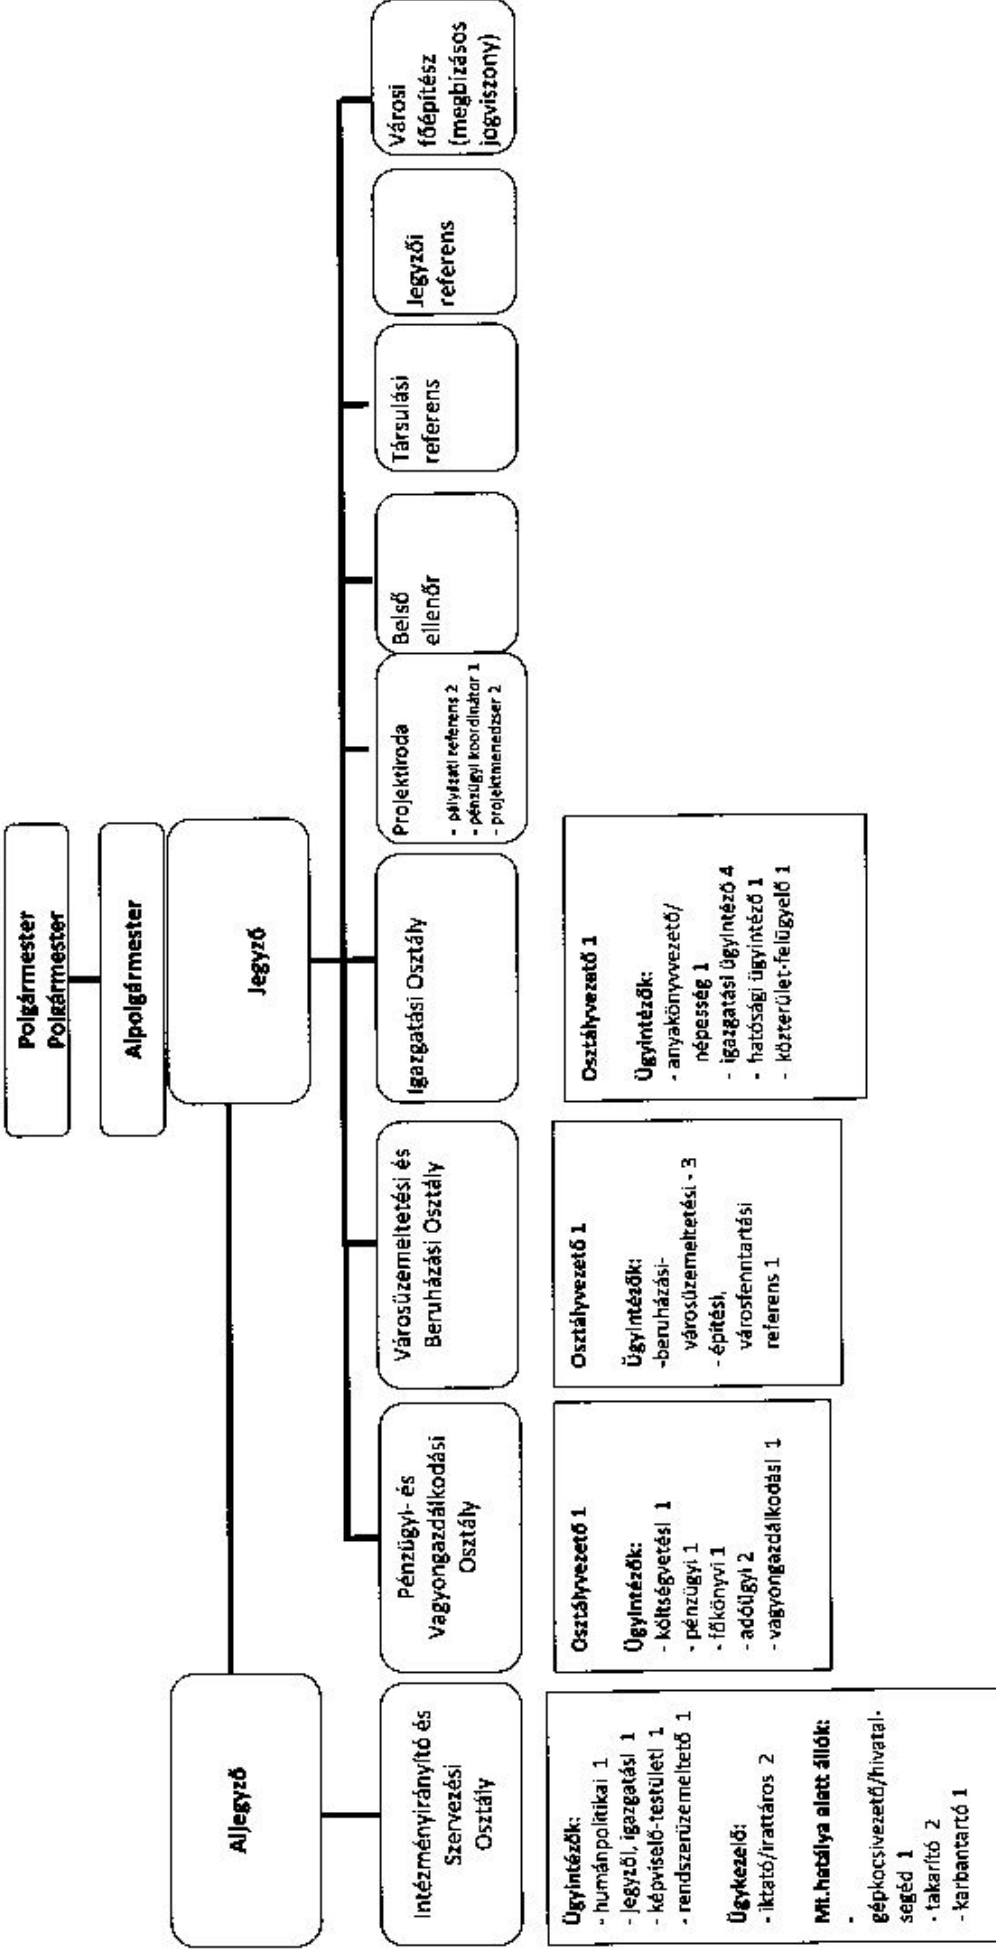 Polgármester
Polgármester
Alpolgármester
Jegyző
Aljegyző
Intézményirányító és
Szervezési
Osztály
Pénzügyi- és
Vagyongazdálkodási
Osztály
Városüzemeltetési és
Beruházási Osztály
Igazgatási Osztály
Projektiroda
- pályázati referens 2
- pénzügyi koordinátor 1
- projektmenedzser 2
Belső
ellenőr
Társulási
referens
Jegyzői
referens
Városi
főépítész
(megbízásos
jogviszony)
Ügyintézők:
- humánpolitikai 1
- jegyzői, igazgatási 1
- képviselő-testületi 1
- rendszerüzemeltető 1
Ügykezelő:
- iktató/irattáros 2
Mt.hatálya alatt állók:
-
gépkocsivezető/hivatal-
segéd 1
- takarító 2
- karbantartó 1
Osztályvezető 1
Ügyintézők:
- költségvetési 1
- pénzügyi 1
- főkönyvi 1
- adóügyi 2
- vagyongazdálkodási 1
Osztályvezető 1
Ügyintézők:
-beruházási-
városüzemeltetési - 3
- építési,
városfenntartási
referens 1
Osztályvezető 1
Ügyintézők:
- anyakönyvvezető/
népesség 1
- igazgatási ügyintéző 4
- hatósági ügyintéző 1
- közterület-felügyelő 1